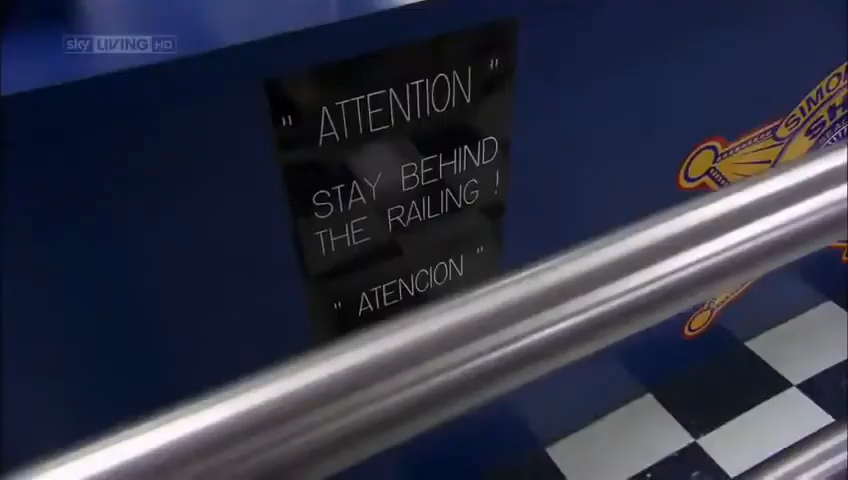 sky LIVING HD
" ATTENTION "
STAY BEHIND
THE RAILING !
" ATENCION "